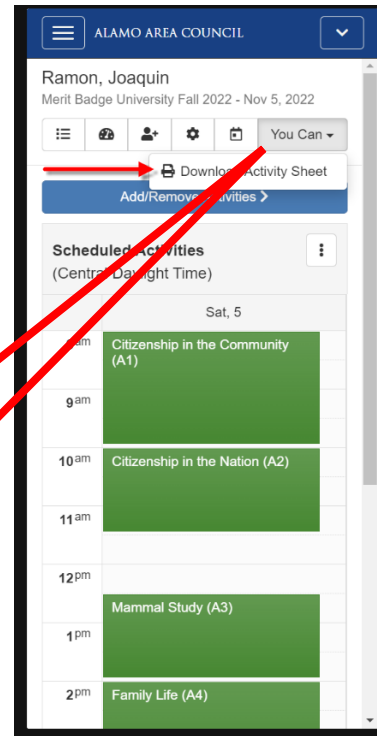 ALAMO AREA COUNCIL
Ramon, Joaquin
Merit Badge University Fall 2022 - Nov 5, 2022
You Can
Download Activity Sheet
Add/Remove Activities
Scheduled Activities
(Central Daylight Time)
Sat, 5
am Citizenship in the Community
(A1)
9am
10am Citizenship in the Nation (A2)
11am
12pm
Mammal Study (A3)
1pm
2pm Family Life (A4)